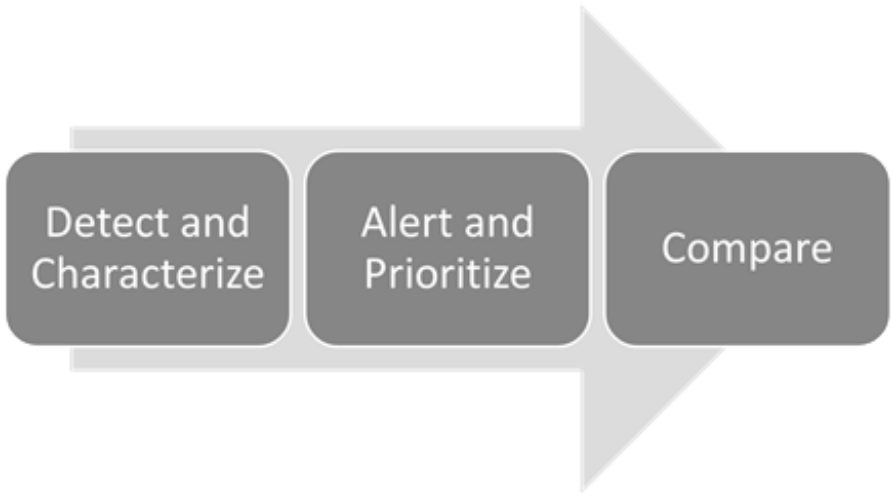 Detect and
Characterize
Alert and
Prioritize
Compare